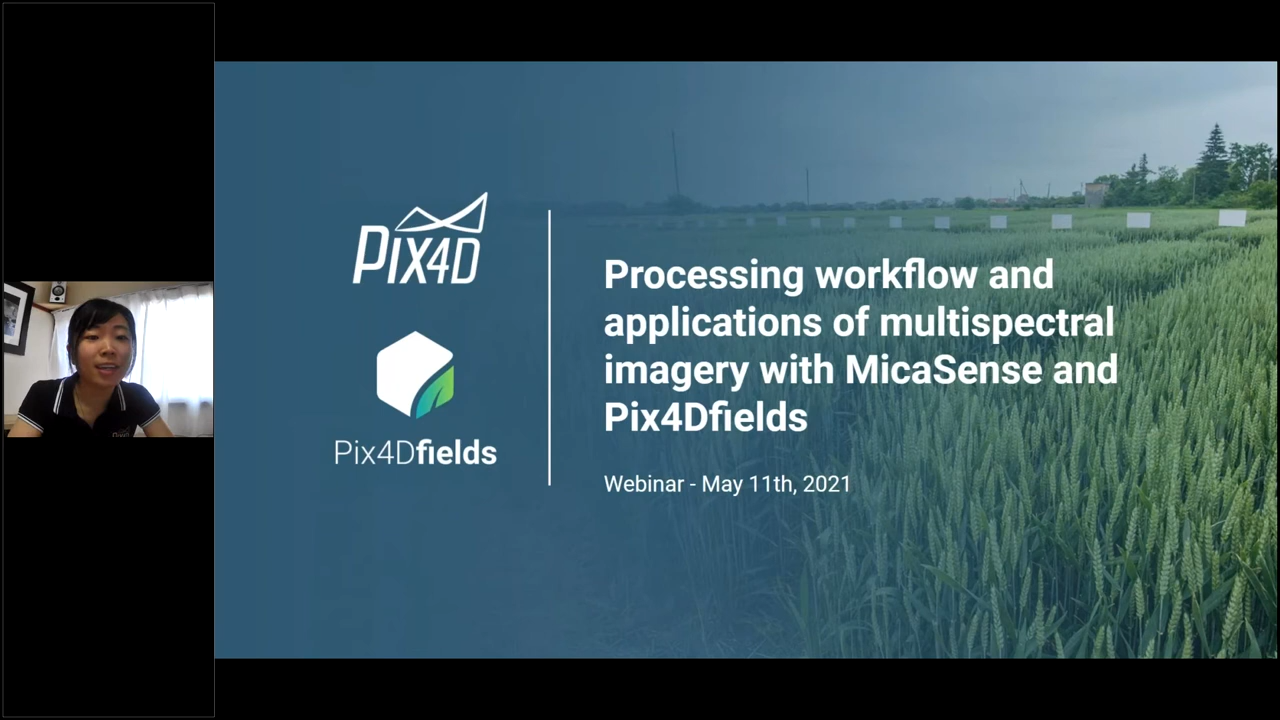 PIX4D
Pix4Dfields
Processing workflow and
applications of multispectral
imagery with MicaSense and
Pix4Dfields
Webinar - May 11th, 2021